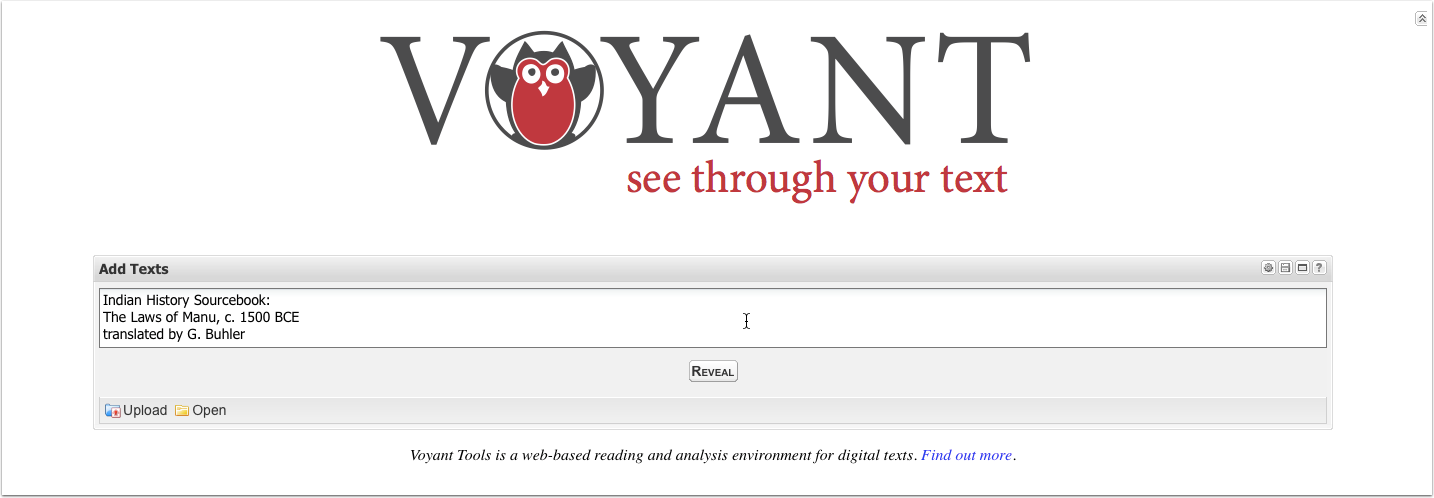 VOYANT
see through your text
Add Texts
?
Indian History Sourcebook:
The Laws of Manu, c. 1500 BCE
translated by G. Buhler
REVEAL
Upload Open
Voyant Tools is a web-based reading and analysis environment for digital texts. Find out more.